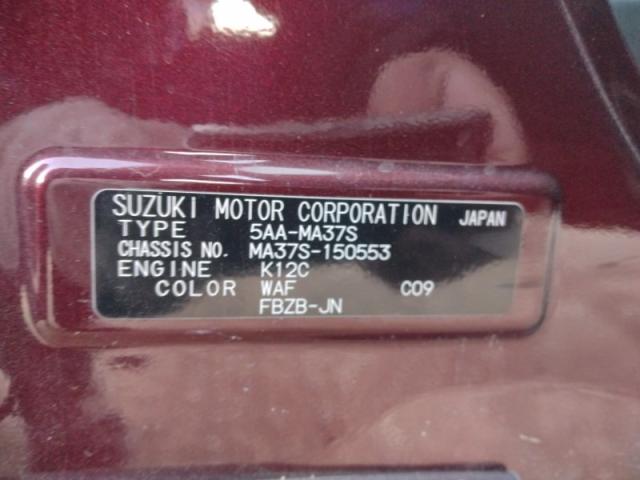 SUZUKI MOTOR CORPORATION JAPAN
TYPE 5AA-MA37S
CHASSIS NO. MA37S-150553
ENGINE K12C
COLOR WAF C09
FBZB-JN